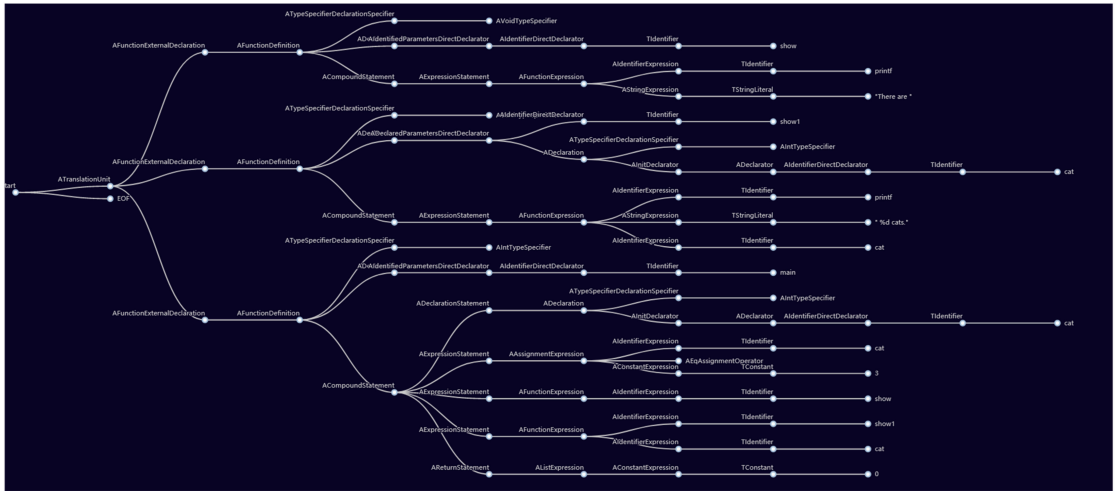 ATypeSpecifierDeclarationSpecifier
AVoidTypeSpecifier
AFunctionExternalDeclaration
AFunctionDefinition
AIdentifiedParametersDirectDeclarator
AIdentifierDirectDeclarator
TIdentifier
show
ACompoundStatement
AExpressionStatement
AFunctionExpression
AIdentifierExpression
TIdentifier
printf
AStringExpression
TStringLiteral
"There are "
ATypeSpecifierDeclarationSpecifier
AIdentifierDirectDeclarator
TIdentifier
show1
AFunctionExternalDeclaration
AFunctionDefinition
ADeclaredParametersDirectDeclarator
ADeclaration
ATypeSpecifierDeclarationSpecifier
AIntTypeSpecifier
AInitDeclarator
ADeclarator
AIdentifierDirectDeclarator
TIdentifier
cat
ATranslationUnit
EOF
ACompoundStatement
AExpressionStatement
AFunctionExpression
AIdentifierExpression
TIdentifier
printf
AStringExpression
TStringLiteral
" %d cats."
AIdentifierExpression
TIdentifier
cat
ATypeSpecifierDeclarationSpecifier
AIntTypeSpecifier
AIdentifiedParametersDirectDeclarator
AIdentifierDirectDeclarator
TIdentifier
main
AFunctionExternalDeclaration
AFunctionDefinition
ADeclarationStatement
ADeclaration
ATypeSpecifierDeclarationSpecifier
AIntTypeSpecifier
AInitDeclarator
ADeclarator
AIdentifierDirectDeclarator
TIdentifier
cat
AExpressionStatement
AAssignmentExpression
AIdentifierExpression
TIdentifier
cat
AEqAssignmentOperator
AConstantExpression
TConstant
3
ACompoundStatement
AExpressionStatement
AFunctionExpression
AIdentifierExpression
TIdentifier
show
AExpressionStatement
AFunctionExpression
AIdentifierExpression
TIdentifier
show1
AIdentifierExpression
TIdentifier
cat
AReturnStatement
AListExpression
AConstantExpression
TConstant
0